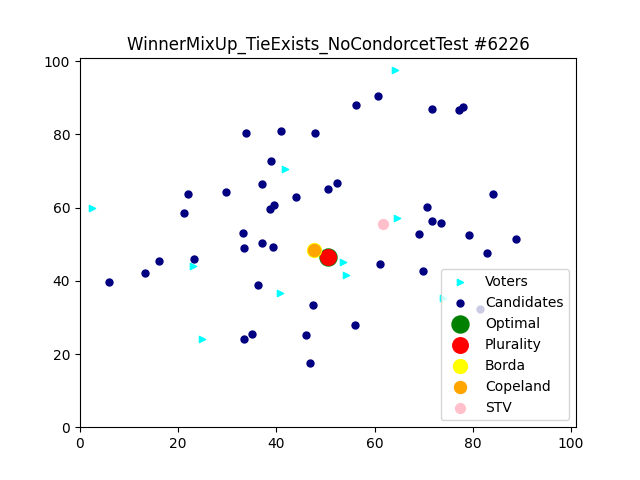 WinnerMixUp_TieExists_NoCondorcetTest #6226
100
80
60
40
20
0
0 20 40 60 80 100
Voters
Candidates
Optimal
Plurality
Borda
Copeland
STV